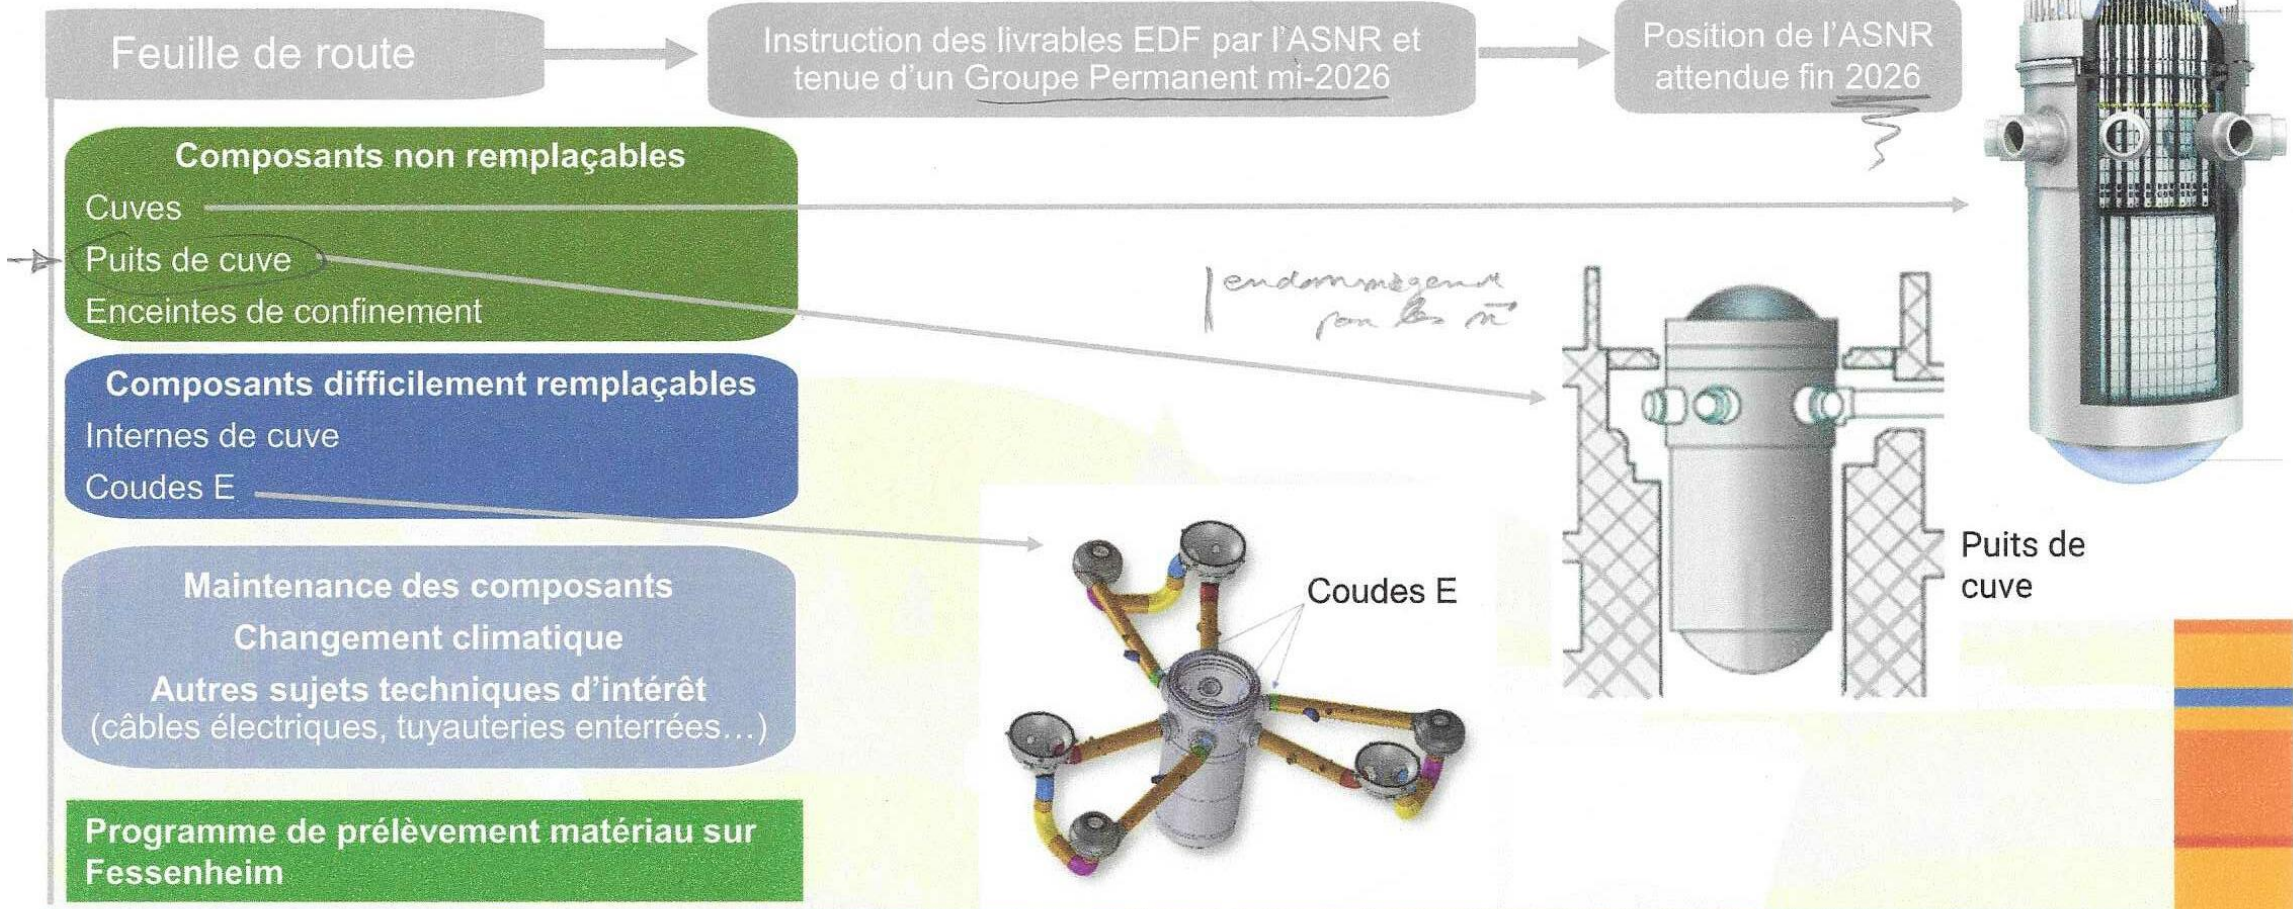 Feuille de route
Instruction des livrables EDF par l'ASNR et
tenue d'un Groupe Permanent mi-2026
Position de l'ASNR
attendue fin 2026
Composants non remplaçables
Cuves
Puits de cuve
Enceintes de confinement
endommagement
par les n
Composants difficilement remplaçables
Internes de cuve
Coudes E
Maintenance des composants
Changement climatique
Autres sujets techniques d'intérêt
(câbles électriques, tuyauteries enterrées…)
Programme de prélèvement matériau sur
Fessenheim
Coudes E
Puits de
cuve